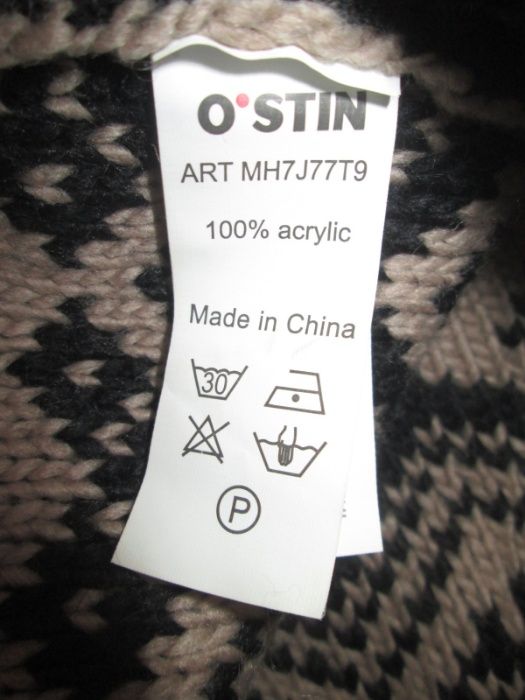 O'STIN
ART MH7J77T9
100% acrylic
Made in China
30
P